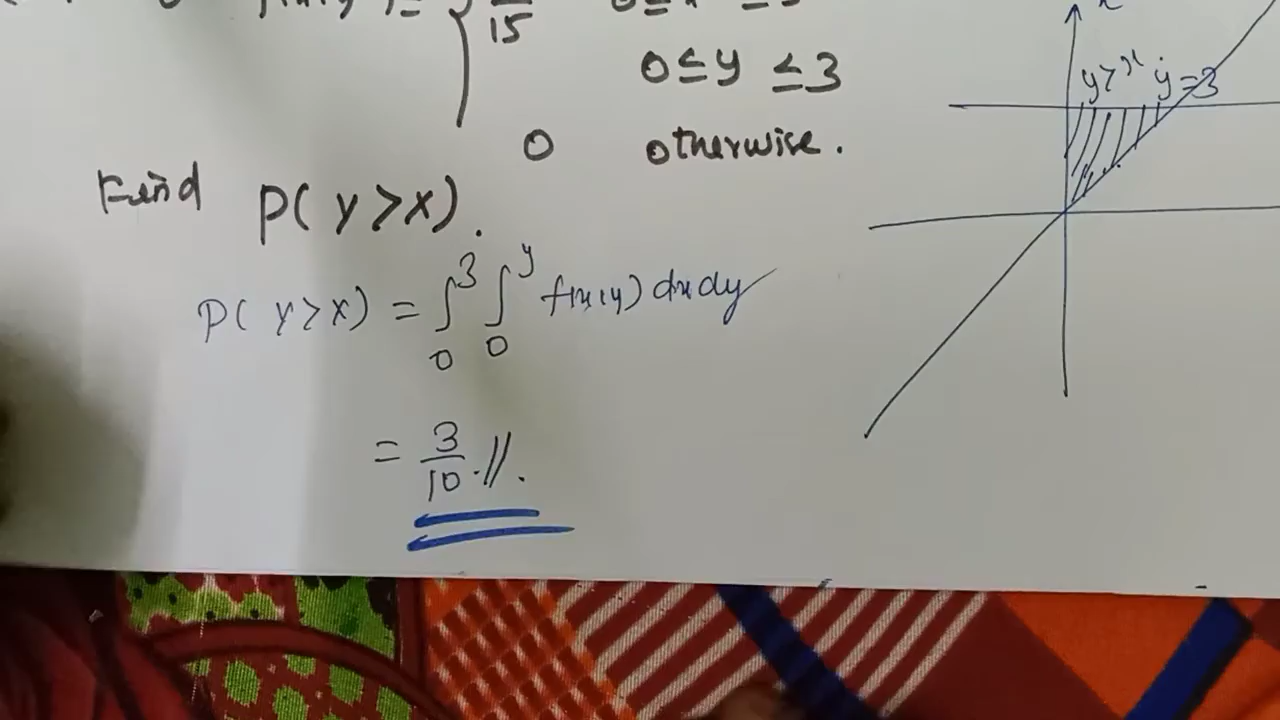 15
0≤y ≤3
0 otherwise.
Find P(y>x).
P(Y>X) = ∫₀³ ∫₀ʸ f(x,y) dx dy
= 3/10.//.
y>x y=3